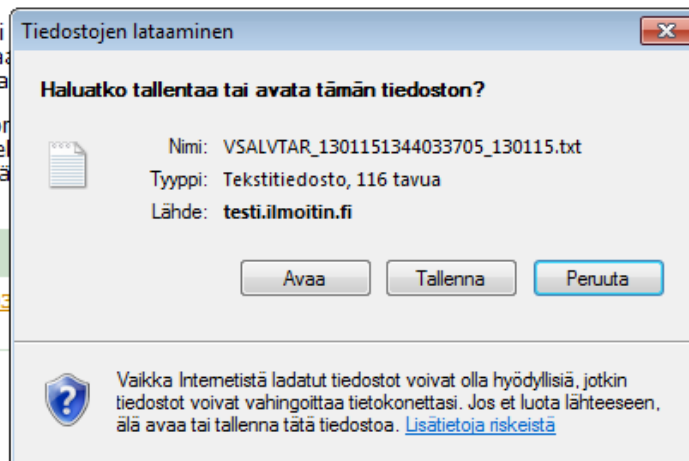 Tiedostojen lataaminen
Haluatko tallentaa tai avata tämän tiedoston?
Nimi: VSALVTAR_1301151344033705_130115.txt
Tyyppi: Tekstitiedosto, 116 tavua
Lähde: testi.ilmoitin.fi
Avaa Tallenna Peruuta
Vaikka Internetistä ladatut tiedostot voivat olla hyödyllisiä, jotkin
tiedostot voivat vahingoittaa tietokonettasi. Jos et luota lähteeseen,
älä avaa tai tallenna tätä tiedostoa. Lisätietoja riskeistä